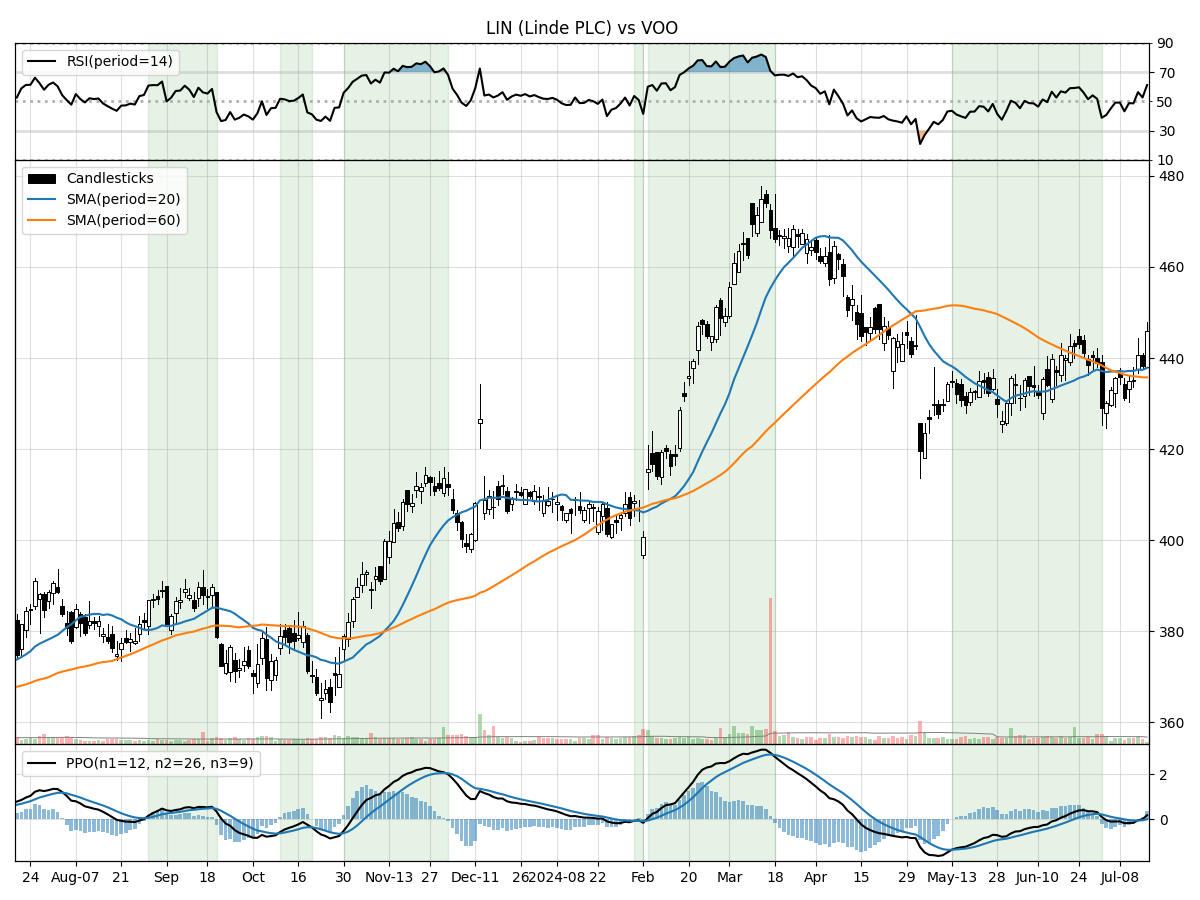 LIN (Linde PLC) vs VOO
RSI(period=14)
90
70
50
30
10
Candlesticks
SMA(period=20)
SMA(period=60)
480
460
440
420
400
380
360
PPO(n1=12, n2=26, n3=9)
2
0
24 Aug-07 21 Sep 18 Oct 16 30 Nov-13 27 Dec-11 26 2024-08 22 Feb 20 Mar 18 Apr 15 29 May-13 28 Jun-10 24 Jul-08